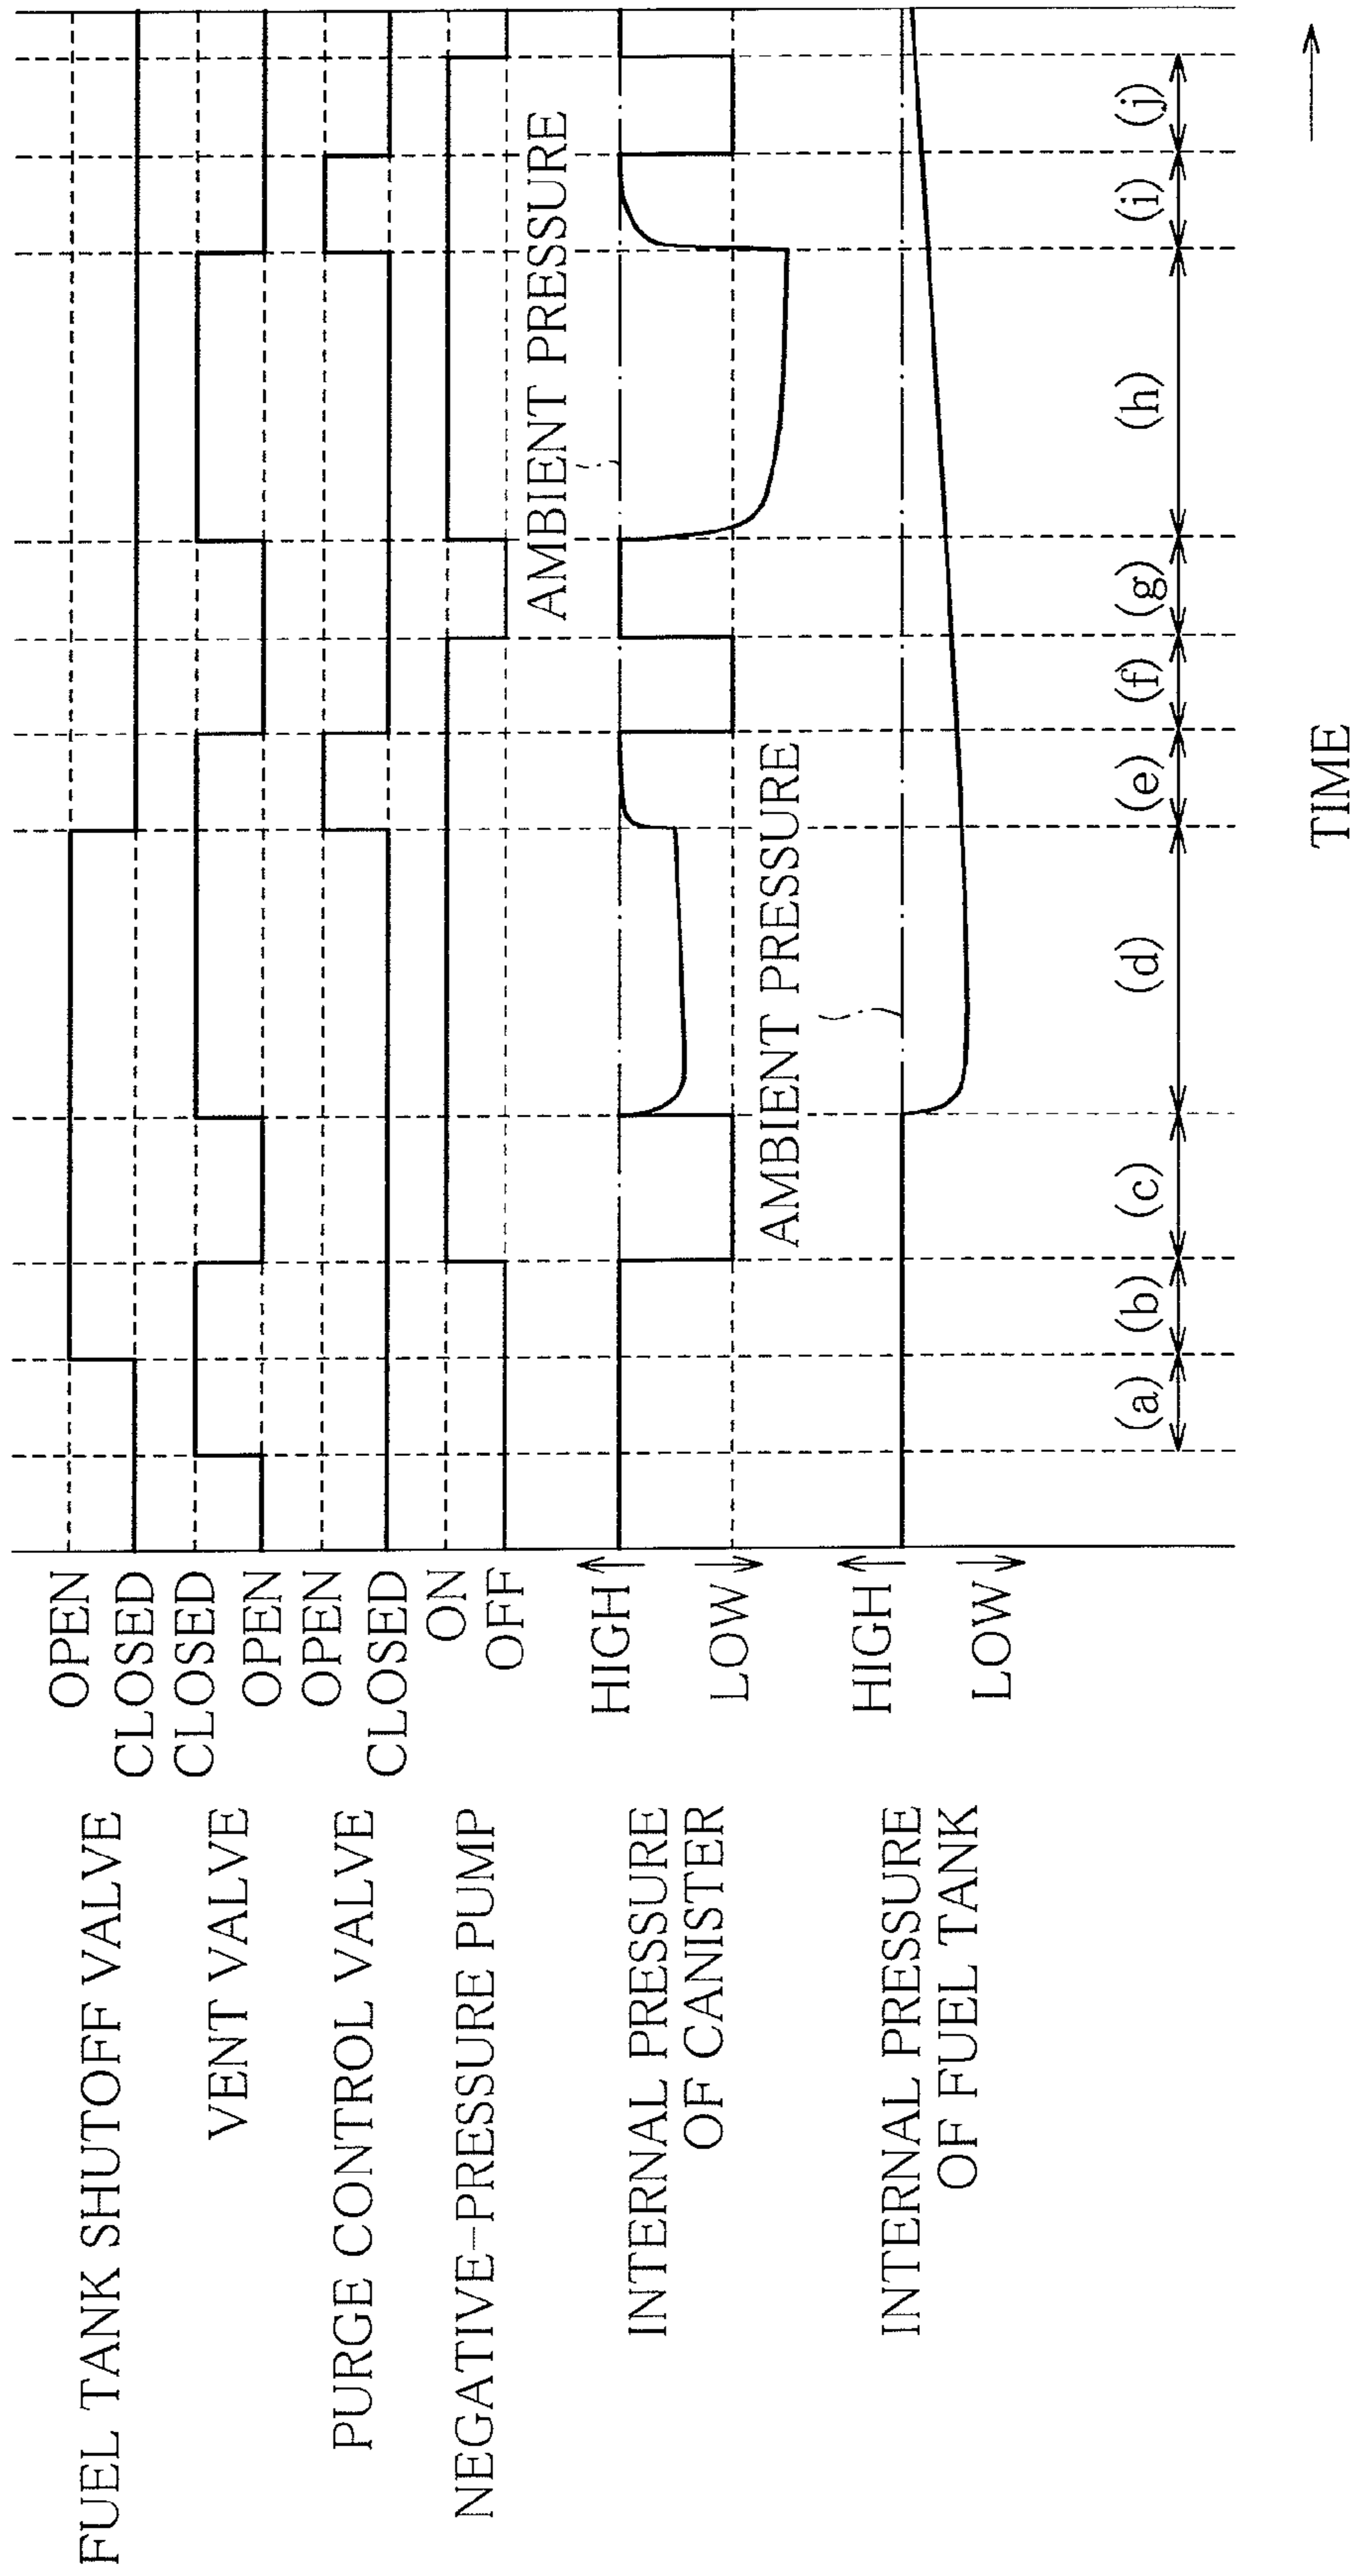 FUEL TANK SHUTOFF VALVE
OPEN
CLOSED
VENT VALVE
CLOSED
OPEN
PURGE CONTROL VALVE
OPEN
CLOSED
NEGATIVE-PRESSURE PUMP
ON
OFF
AMBIENT PRESSURE
INTERNAL PRESSURE
OF CANISTER
HIGH
LOW
AMBIENT PRESSURE
INTERNAL PRESSURE
OF FUEL TANK
HIGH
LOW
(a) (b) (c) (d) (e) (f) (g) (h) (i) (j)
TIME